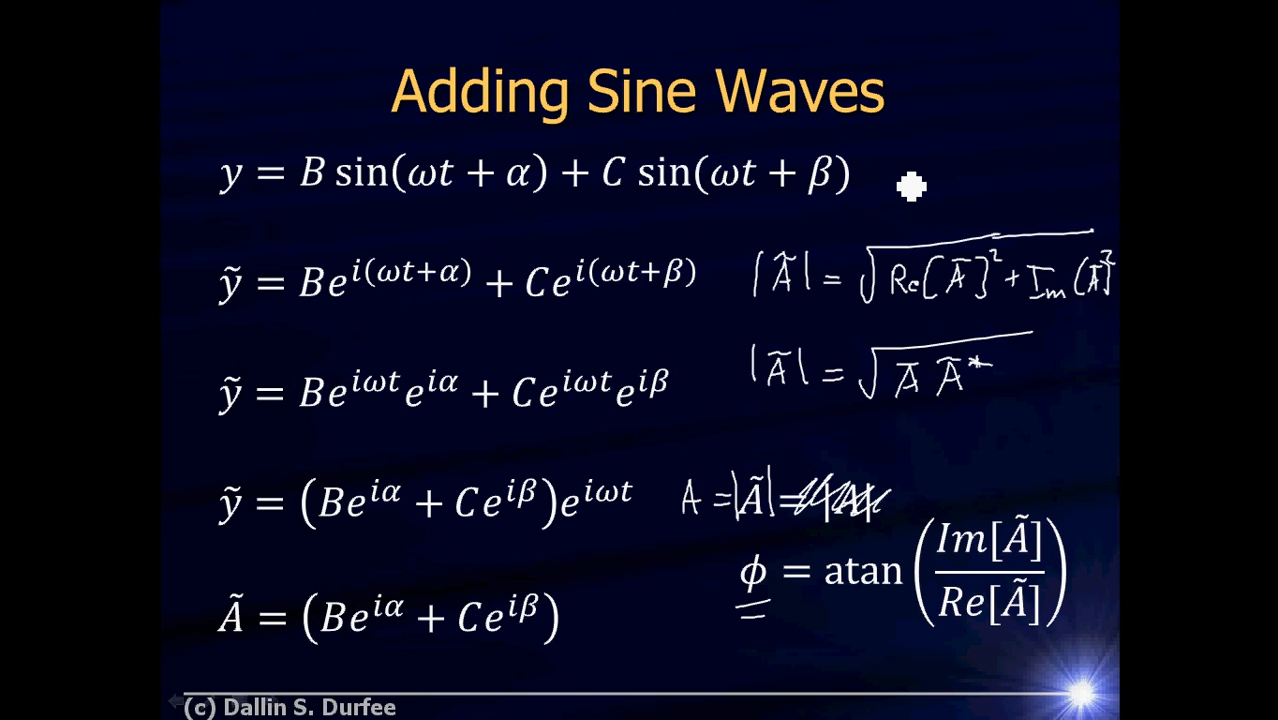 Adding Sine Waves
y = B sin(ωt + α) + C sin(ωt + β)
ỹ = Be^{i(ωt+α)} + Ce^{i(ωt+β)}
|Ã| = √(Re[Ã]² + Im[Ã]²)
ỹ = Be^{iωt}e^{iα} + Ce^{iωt}e^{iβ}
|Ã| = √(Ã Ã*)
ỹ = (Be^{iα} + Ce^{iβ})e^{iωt}
A = |Ã| =
ϕ = atan(Im[Ã]/Re[Ã])
Ã = (Be^{iα} + Ce^{iβ})
(c) Dallin S. Durfee